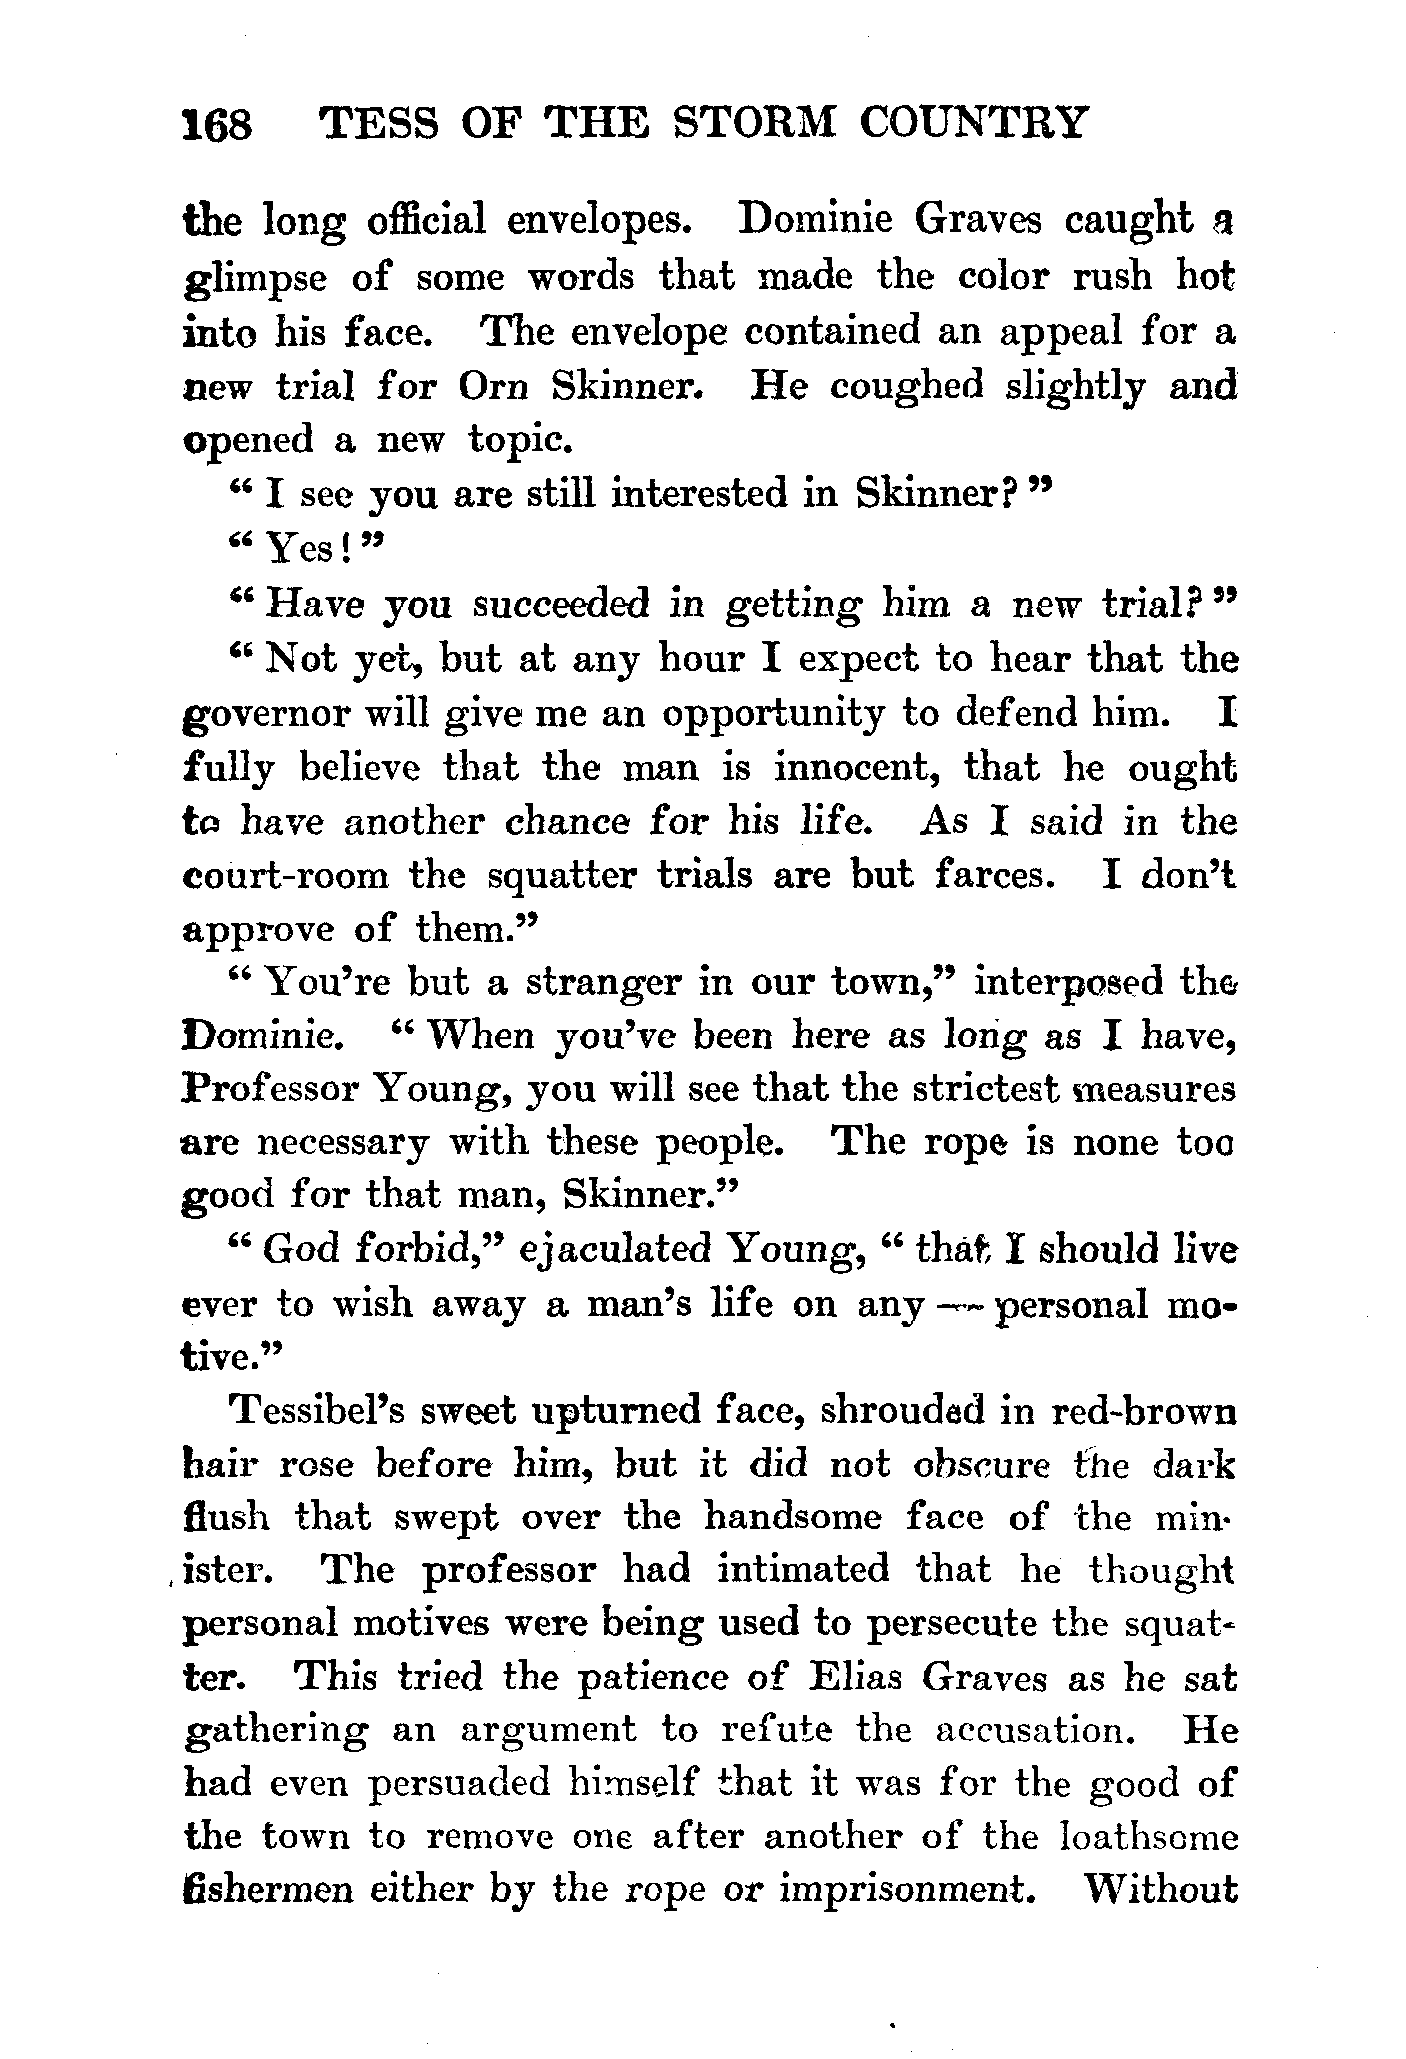 168 TESS OF THE STORM COUNTRY
the long official envelopes. Dominie Graves caught a
glimpse of some words that made the color rush hot
into his face. The envelope contained an appeal for a
new trial for Orn Skinner. He coughed slightly and
opened a new topic.
“ I see you are still interested in Skinner? ”
“ Yes! ”
“ Have you succeeded in getting him a new trial? ”
“ Not yet, but at any hour I expect to hear that the
governor will give me an opportunity to defend him. I
fully believe that the man is innocent, that he ought
to have another chance for his life. As I said in the
court-room the squatter trials are but farces. I don’t
approve of them.”
“ You’re but a stranger in our town,” interposed the
Dominie. “ When you’ve been here as long as I have,
Professor Young, you will see that the strictest measures
are necessary with these people. The rope is none too
good for that man, Skinner.”
“ God forbid,” ejaculated Young, “ that I should live
ever to wish away a man’s life on any — personal mo-
tive.”
Tessibel’s sweet upturned face, shrouded in red-brown
hair rose before him, but it did not obscure the dark
flush that swept over the handsome face of the min-
ister. The professor had intimated that he thought
personal motives were being used to persecute the squat-
ter. This tried the patience of Elias Graves as he sat
gathering an argument to refute the accusation. He
had even persuaded himself that it was for the good of
the town to remove one after another of the loathsome
fishermen either by the rope or imprisonment. Without